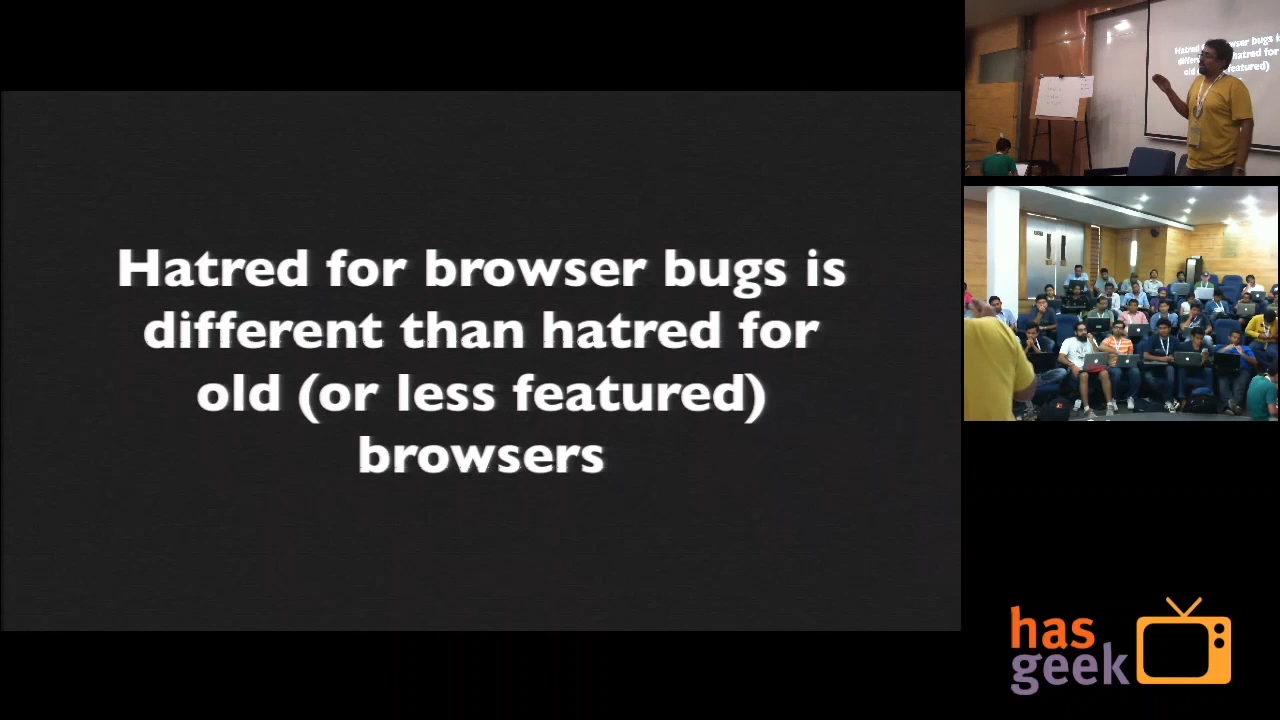 Hatred for browser bugs is
different than hatred for
old (or less featured)
browsers
has
geek